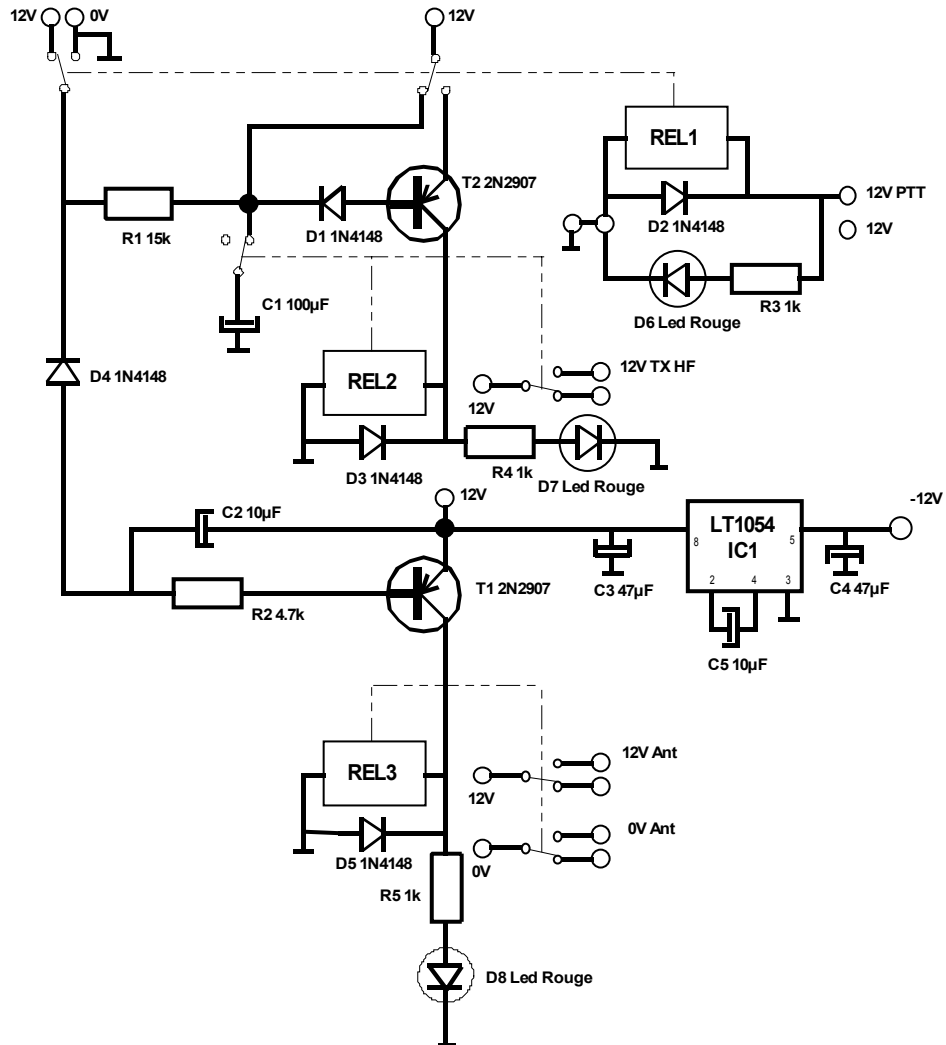 12V
0V
12V
REL1
T2 2N2907
12V PTT
D2 1N4148
12V
R1 15k
D1 1N4148
R3 1k
D6 Led Rouge
C1 100µF
D4 1N4148
REL2
12V TX HF
12V
D3 1N4148
R4 1k
D7 Led Rouge
12V
C2 10µF
-12V
LT1054
IC1
8
5
2
4
3
T1 2N2907
C3 47µF
C4 47µF
R2 4.7k
C5 10µF
REL3
12V Ant
12V
0V Ant
D5 1N4148
0V
R5 1k
D8 Led Rouge